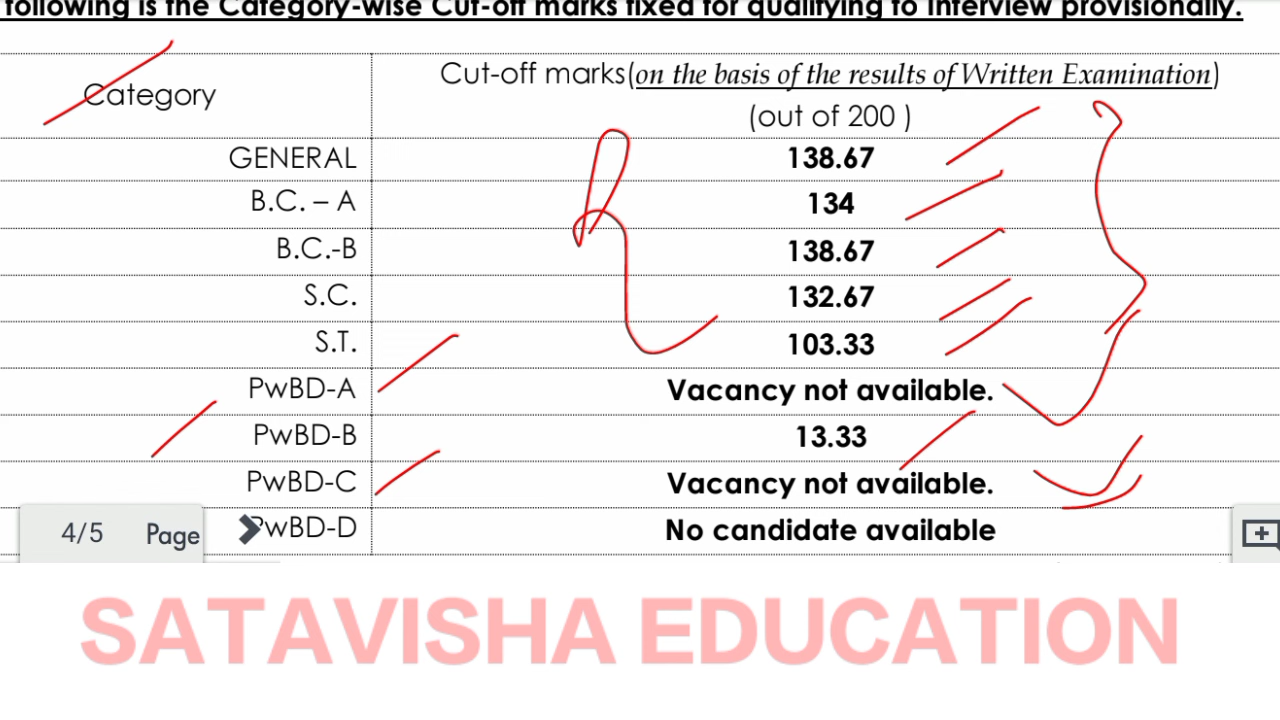 following is the Category-wise Cut-off marks fixed for qualifying to Interview provisionally.
Category
Cut-off marks(on the basis of the results of Written Examination)
(out of 200 )
GENERAL 138.67
B.C. – A 134
B.C.-B 138.67
S.C. 132.67
S.T. 103.33
PwBD-A Vacancy not available.
PwBD-B 13.33
PwBD-C Vacancy not available.
PwBD-D No candidate available
4/5 Page
SATAVISHA EDUCATION